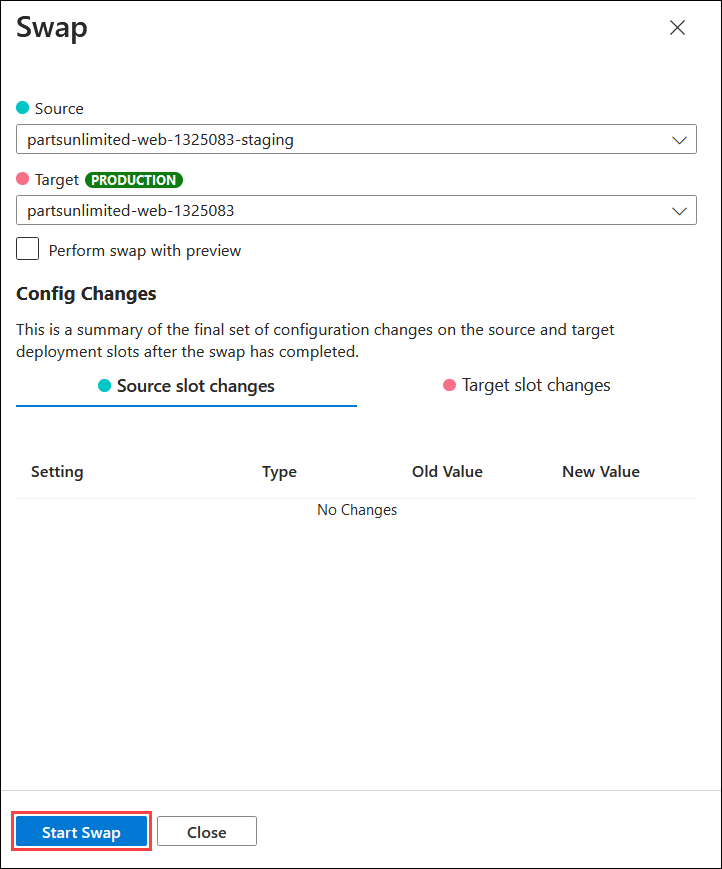 Swap
Source
partsunlimited-web-1325083-staging
Target PRODUCTION
partsunlimited-web-1325083
Perform swap with preview
Config Changes
This is a summary of the final set of configuration changes on the source and target
deployment slots after the swap has completed.
Source slot changes Target slot changes
Setting Type Old Value New Value
No Changes
Start Swap Close